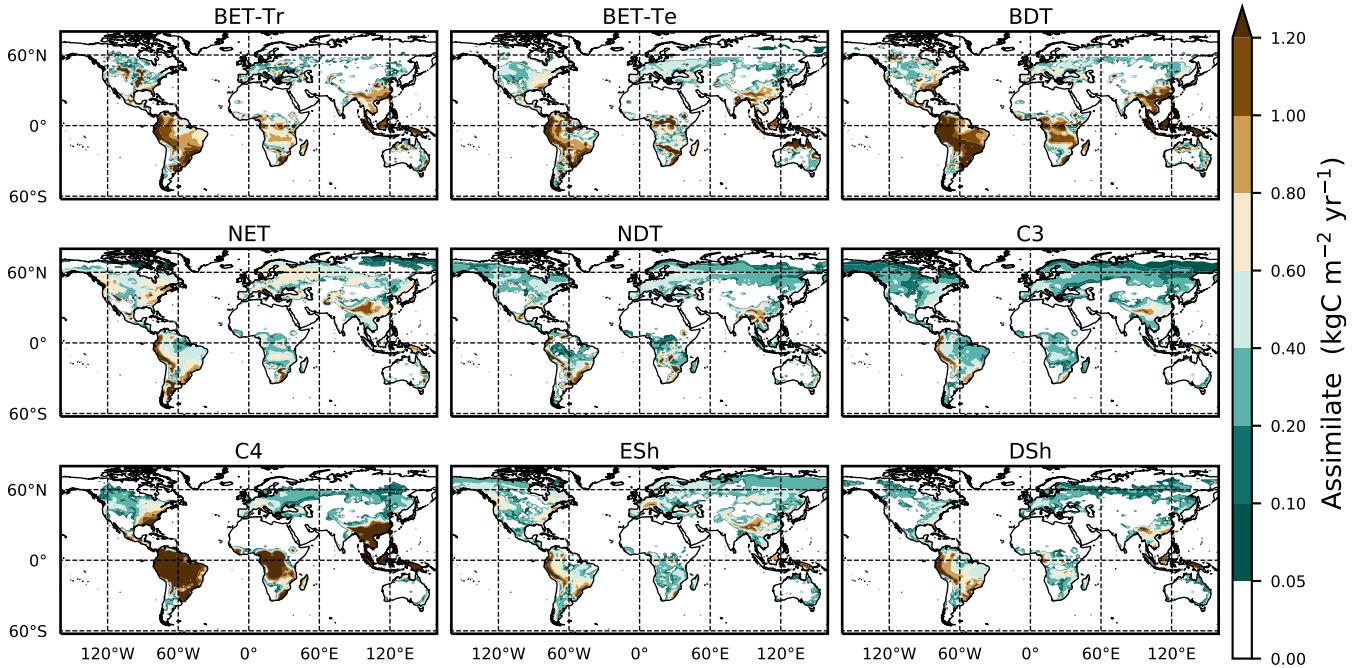 BET-Tr BET-Te BDT
60°N
0°
60°S
NET NDT C3
60°N
0°
60°S
C4 ESh DSh
60°N
0°
60°S
120°W 60°W 0° 60°E 120°E 120°W 60°W 0° 60°E 120°E 120°W 60°W 0° 60°E 120°E
1.20
1.00
0.80
0.60
0.40
0.20
0.10
0.05
0.00
Assimilate (kgC m⁻² yr⁻¹)